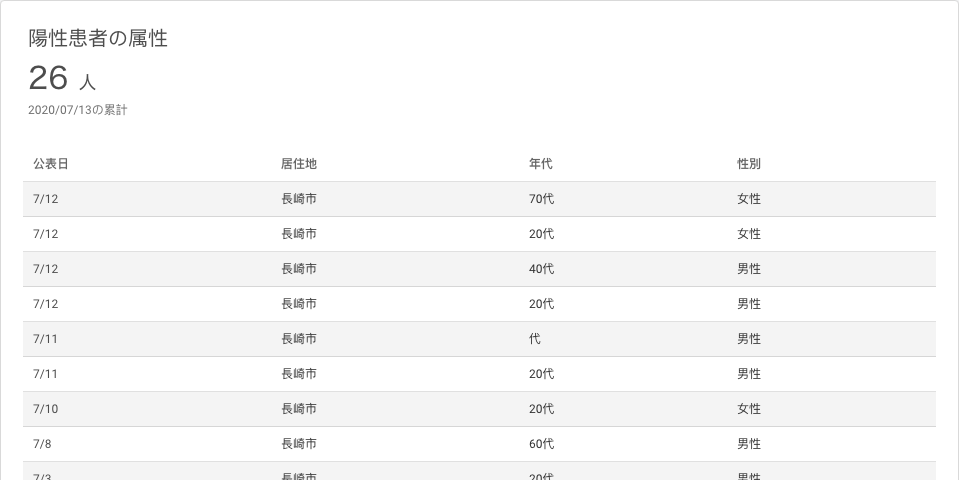 陽性患者の属性
26 人
2020/07/13の累計
公表日 居住地 年代 性別
7/12 長崎市 70代 女性
7/12 長崎市 20代 女性
7/12 長崎市 40代 男性
7/12 長崎市 20代 男性
7/11 長崎市 代 男性
7/11 長崎市 20代 男性
7/10 長崎市 20代 女性
7/8 長崎市 60代 男性
7/3 長崎市 20代 男性